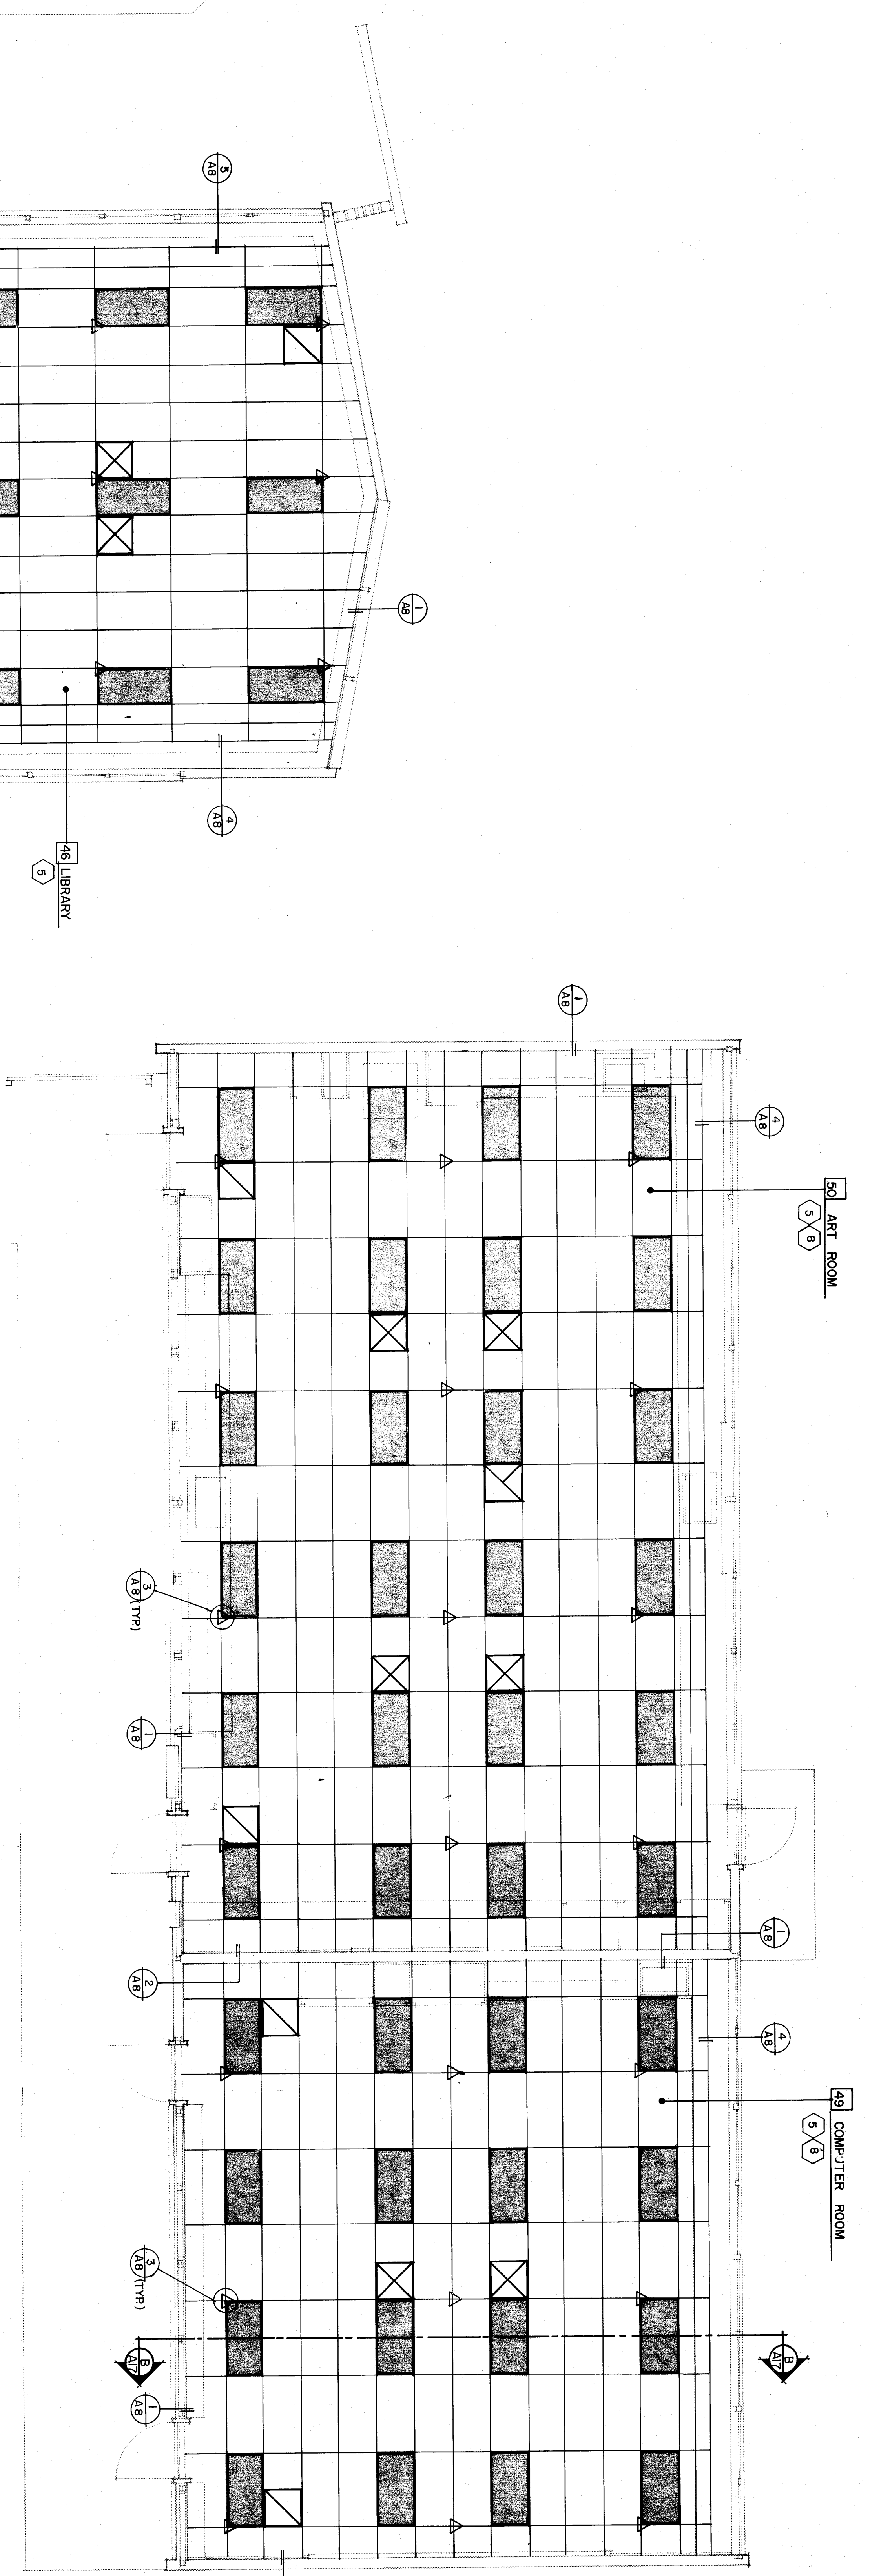 5
A8
1
A8
4
A8
46 LIBRARY
5
1
A8
4
A8
50 ART ROOM
5 8
3
A8 (TYP.)
1
A8
1
A8
2
A8
4
A8
49 COMPUTER ROOM
5 8
3
A8 (TYP.)
B
A17
B
A17
1
A8